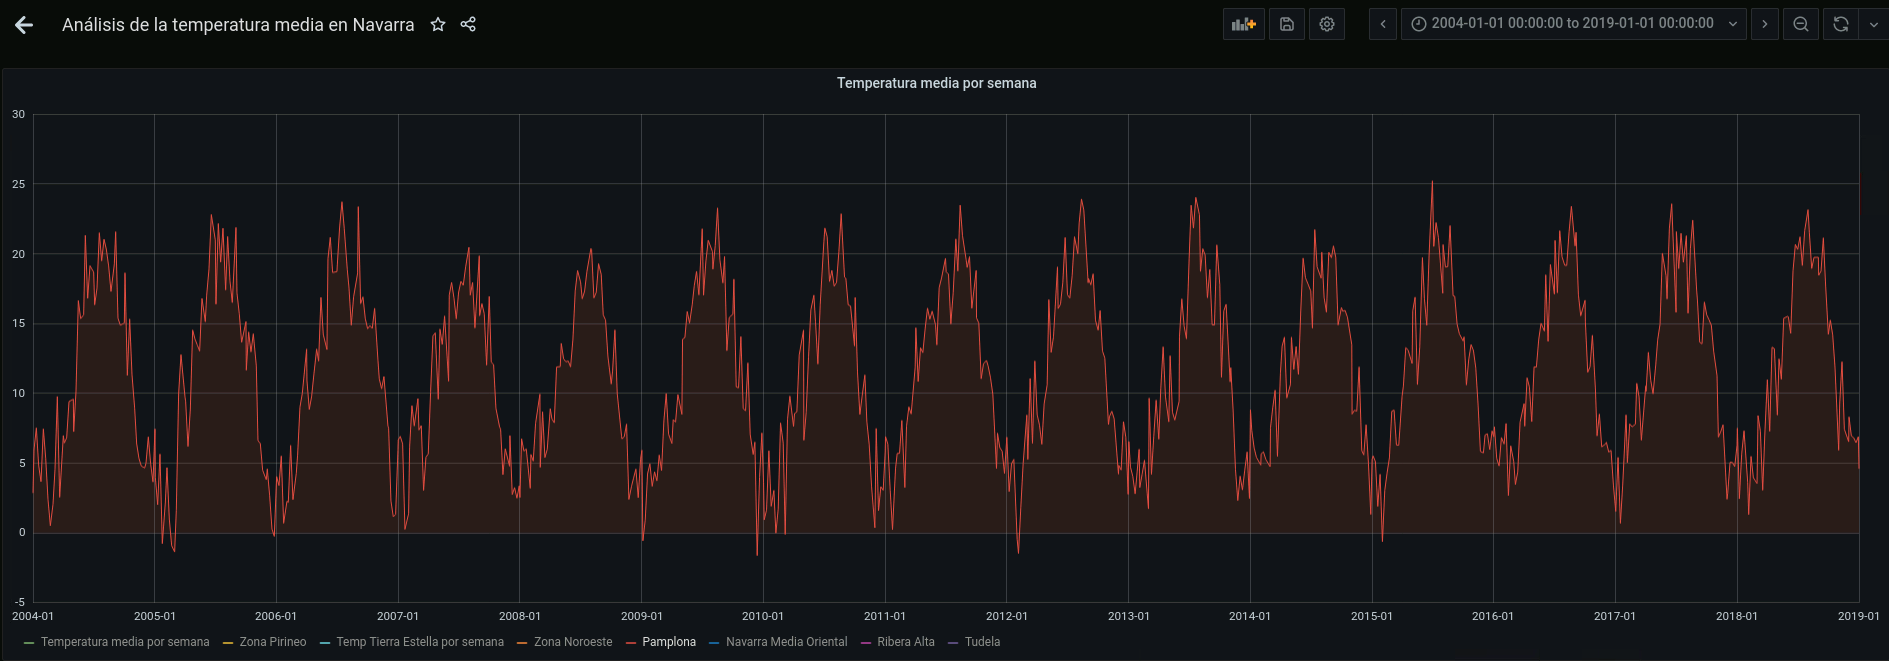 Análisis de la temperatura media en Navarra
2004-01-01 00:00:00 to 2019-01-01 00:00:00
Temperatura media por semana
30
25
20
15
10
5
0
-5
2004-01 2005-01 2006-01 2007-01 2008-01 2009-01 2010-01 2011-01 2012-01 2013-01 2014-01 2015-01 2016-01 2017-01 2018-01 2019-01
Temperatura media por semana Zona Pirineo Temp Tierra Estella por semana Zona Noroeste Pamplona Navarra Media Oriental Ribera Alta Tudela